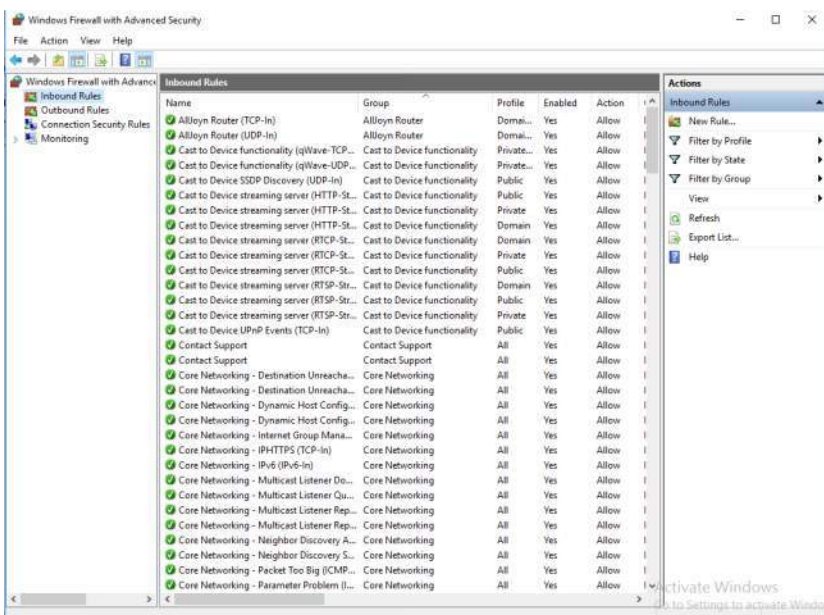 Windows Firewall with Advanced Security
File Action View Help
Windows Firewall with Advance
Inbound Rules
Outbound Rules
Connection Security Rules
Monitoring
Inbound Rules
Name Group Profile Enabled Action
AllJoyn Router (TCP-In) AllJoyn Router Domai... Yes Allow
AllJoyn Router (UDP-In) AllJoyn Router Domai... Yes Allow
Cast to Device functionality (qWave-TCP... Cast to Device functionality Private... Yes Allow
Cast to Device functionality (qWave-UDP... Cast to Device functionality Private... Yes Allow
Cast to Device SSDP Discovery (UDP-In) Cast to Device functionality Public Yes Allow
Cast to Device streaming server (HTTP-St... Cast to Device functionality Public Yes Allow
Cast to Device streaming server (HTTP-St... Cast to Device functionality Private Yes Allow
Cast to Device streaming server (HTTP-St... Cast to Device functionality Domain Yes Allow
Cast to Device streaming server (RTCP-St... Cast to Device functionality Domain Yes Allow
Cast to Device streaming server (RTCP-St... Cast to Device functionality Private Yes Allow
Cast to Device streaming server (RTCP-St... Cast to Device functionality Public Yes Allow
Cast to Device streaming server (RTSP-Str... Cast to Device functionality Domain Yes Allow
Cast to Device streaming server (RTSP-Str... Cast to Device functionality Public Yes Allow
Cast to Device streaming server (RTSP-Str... Cast to Device functionality Private Yes Allow
Cast to Device UPnP Events (TCP-In) Cast to Device functionality Public Yes Allow
Contact Support Contact Support All Yes Allow
Contact Support Contact Support All Yes Allow
Core Networking - Destination Unreacha... Core Networking All Yes Allow
Core Networking - Destination Unreacha... Core Networking All Yes Allow
Core Networking - Dynamic Host Config... Core Networking All Yes Allow
Core Networking - Dynamic Host Config... Core Networking All Yes Allow
Core Networking - Internet Group Mana... Core Networking All Yes Allow
Core Networking - IPHTTPS (TCP-In) Core Networking All Yes Allow
Core Networking - IPv6 (IPv6-In) Core Networking All Yes Allow
Core Networking - Multicast Listener Do... Core Networking All Yes Allow
Core Networking - Multicast Listener Qu... Core Networking All Yes Allow
Core Networking - Multicast Listener Rep... Core Networking All Yes Allow
Core Networking - Multicast Listener Rep... Core Networking All Yes Allow
Core Networking - Neighbor Discovery A... Core Networking All Yes Allow
Core Networking - Neighbor Discovery S... Core Networking All Yes Allow
Core Networking - Packet Too Big (ICMP... Core Networking All Yes Allow
Core Networking - Parameter Problem (I... Core Networking All Yes Allow
Actions
Inbound Rules
New Rule...
Filter by Profile
Filter by State
Filter by Group
View
Refresh
Export List...
Help
Activate Windows
to Settings to activate Windo